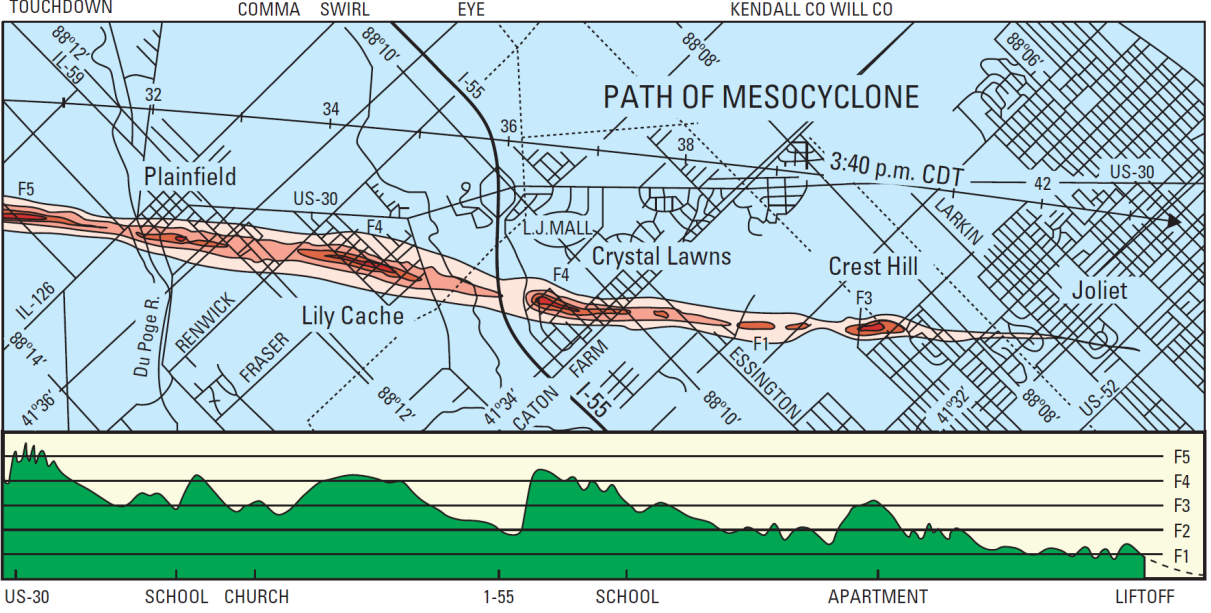 TOUCHDOWN COMMA SWIRL EYE KENDALL CO WILL CO
88°12' 88°10' 88°08' 88°06'
IL-59 I-55
PATH OF MESOCYCLONE
32 34 36 38 3:40 p.m. CDT 42 US-30
Plainfield
F5 US-30 LARKIN
F4 L.J.MALL
Crystal Lawns
Crest Hill
F4 F3 Joliet
IL-126 Lily Cache
RENWICK
Du Poge R.
FRASER
F1
88°14' FARM ESSINGTON
41°36' 88°12' 41°34' CATON I-55 88°10' 41°32' 88°08' US-52
F5
F4
F3
F2
F1
US-30 SCHOOL CHURCH 1-55 SCHOOL APARTMENT LIFTOFF